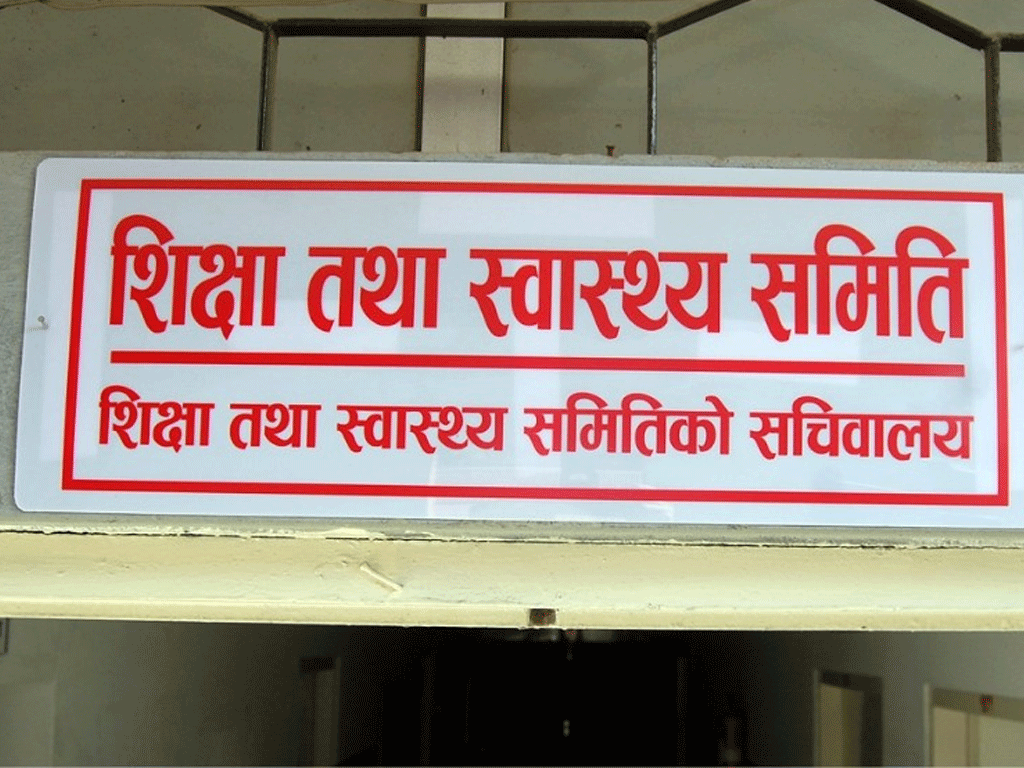 शिक्षा तथा स्वास्थ्य समिति
शिक्षा तथा स्वास्थ्य समितिको सचिवालय